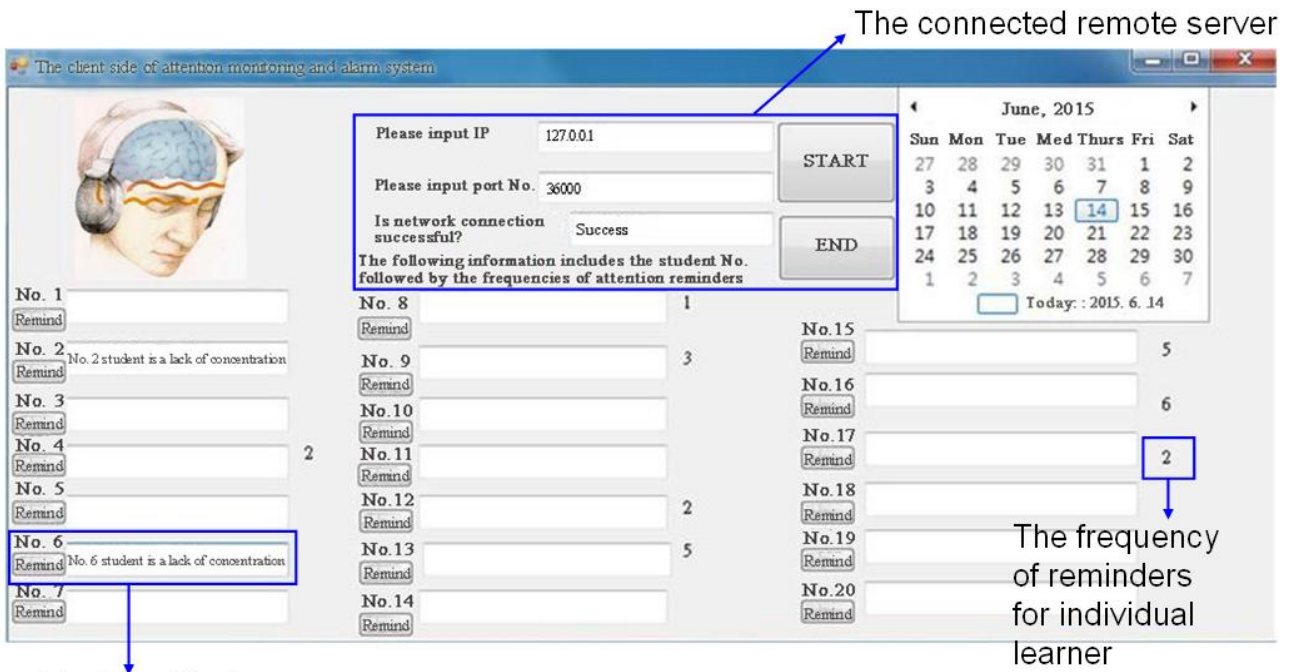 The connected remote server
The client side of attention monitoring and alarm system
Please input IP
127.0.0.1
START
Please input port No.
36000
Is network connection
successful?
Success
END
The following information includes the student No.
followed by the frequencies of attention reminders
June, 2015
Sun Mon Tue Wed Thurs Fri Sat
27 28 29 30 31 1 2
3 4 5 6 7 8 9
10 11 12 13 14 15 16
17 18 19 20 21 22 23
24 25 26 27 28 29 30
1 2 3 4 5 6 7
Today: : 2015. 6. .14
No. 1
Remind
No. 2
Remind
No. 2 student is a lack of concentration
No. 3
Remind
No. 4
Remind
2
No. 5
Remind
No. 6
Remind
No. 6 student is a lack of concentration
No. 7
Remind
No. 8
Remind
1
No. 9
Remind
3
No.10
Remind
No.11
Remind
No.12
Remind
2
No.13
Remind
5
No.14
Remind
No.15
Remind
5
No.16
Remind
6
No.17
Remind
2
No.18
Remind
No.19
Remind
No.20
Remind
The frequency
of reminders
for individual
learner